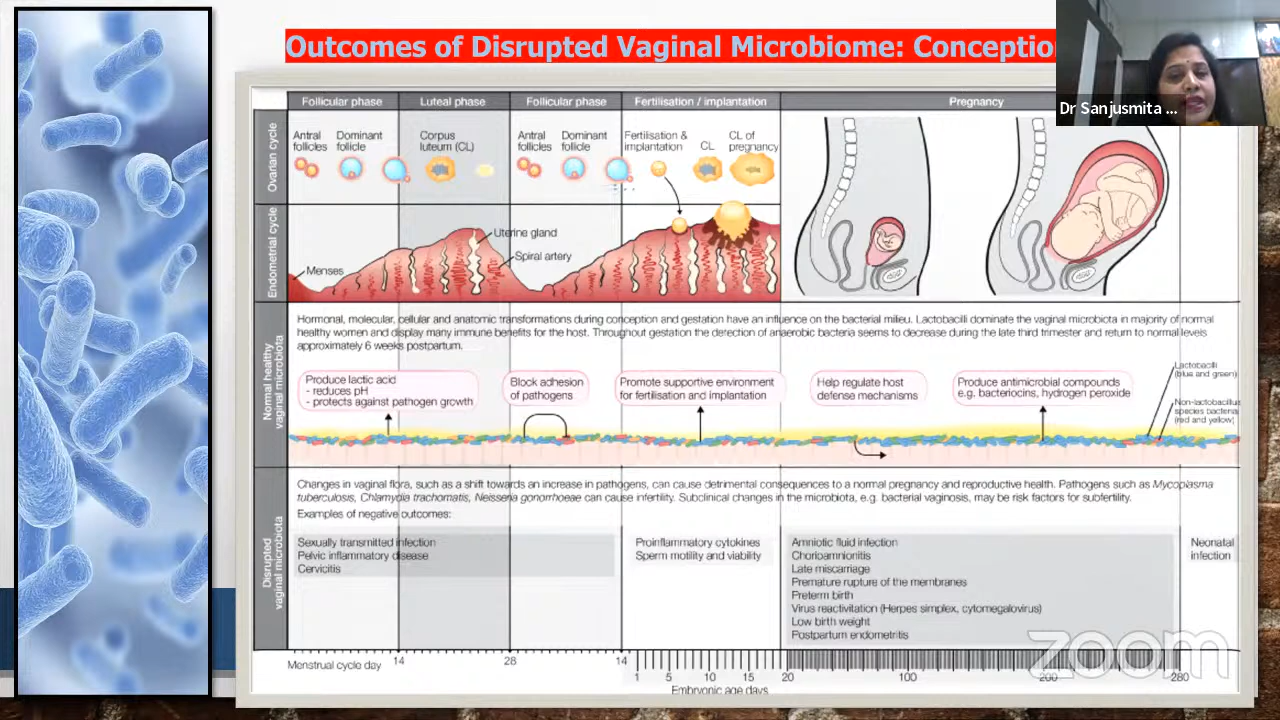 Outcomes of Disrupted Vaginal Microbiome: Conceptio
Dr Sanjusmita ...
Follicular phase
Luteal phase
Follicular phase
Fertilisation / implantation
Pregnancy
Ovarian cycle
Antral
follicles
Dominant
follicle
Corpus
luteum (CL)
Antral
follicles
Dominant
follicle
Fertilisation &
implantation
CL
CL of
pregnancy
Endometrial cycle
Menses
Uterine gland
Spiral artery
Normal healthy
vaginal microbiota
Hormonal, molecular, cellular and anatomic transformations during conception and gestation have an influence on the bacterial milieu. Lactobacilli dominate the vaginal microbiota in majority of normal
healthy women and display many immune benefits for the host. Throughout gestation the detection of anaerobic bacteria seems to decrease during the late third trimester and return to normal levels
approximately 6 weeks postpartum.
Produce lactic acid
- reduces pH
- protects against pathogen growth
Block adhesion
of pathogens
Promote supportive environment
for fertilisation and implantation
Help regulate host
defense mechanisms
Produce antimicrobial compounds
e.g. bacteriocins, hydrogen peroxide
Lactobacilli
(blue and green)
Non-lactobacillus
species bacteria
(red and yellow)
Disrupted
vaginal microbiota
Changes in vaginal flora, such as a shift towards an increase in pathogens, can cause detrimental consequences to a normal pregnancy and reproductive health. Pathogens such as Mycoplasma
tuberculosis, Chlamydia trachomatis, Neisseria gonorrhoeae can cause infertility. Subclinical changes in the microbiota, e.g. bacterial vaginosis, may be risk factors for subfertility.
Examples of negative outcomes:
Sexually transmitted infection
Pelvic inflammatory disease
Cervicitis
Proinflammatory cytokines
Sperm motility and viability
Amniotic fluid infection
Chorioamnionitis
Late miscarriage
Premature rupture of the membranes
Preterm birth
Virus reactivitation (Herpes simplex, cytomegalovirus)
Low birth weight
Postpartum endometritis
Neonatal
infection
zoom
Menstrual cycle day
14
28
14
1 5 10 15 20 100 200 280
Embryonic age days